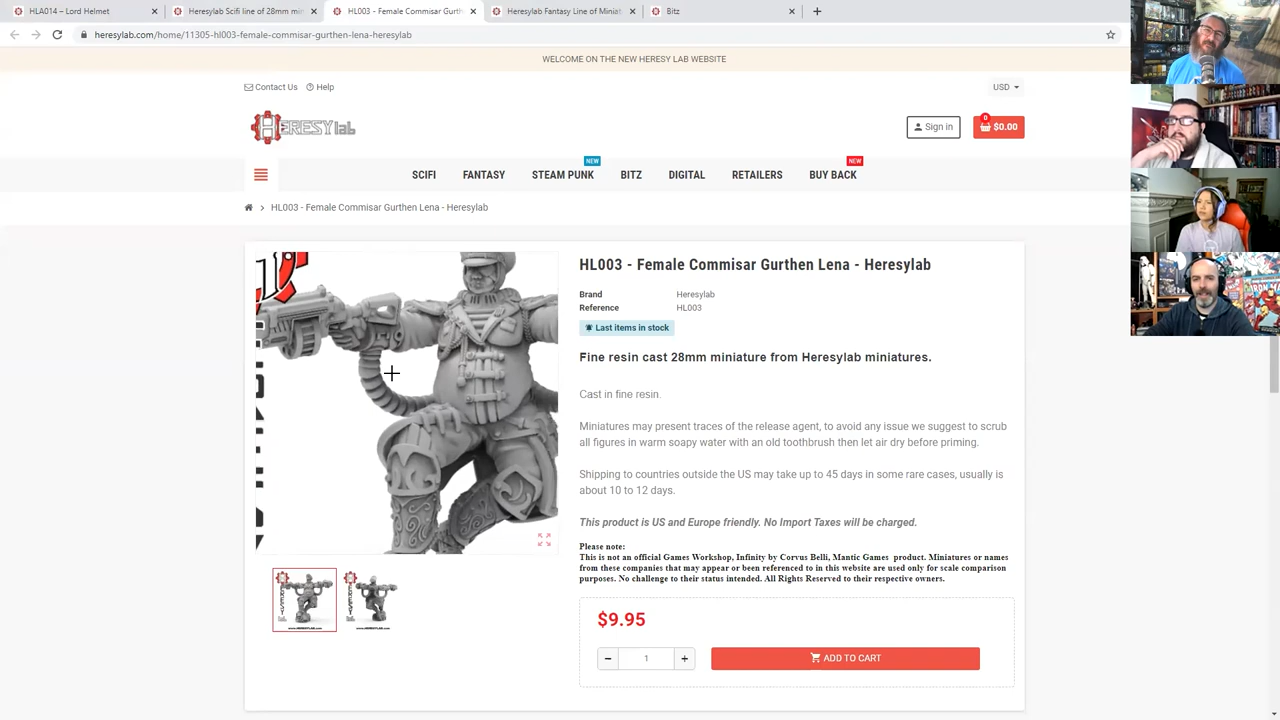 HLA014 – Lord Helmet
Heresylab Scifi line of 28mm min
HL003 - Female Commisar Gurth
Heresylab Fantasy Line of Miniat
Bitz
heresylab.com/home/11305-hl003-female-commisar-gurthen-lena-heresylab
WELCOME ON THE NEW HERESY LAB WEBSITE
Contact Us Help
USD
HERESYlab
Sign in
0 $0.00
NEW
NEW
SCIFI FANTASY STEAM PUNK BITZ DIGITAL RETAILERS BUY BACK
HL003 - Female Commisar Gurthen Lena - Heresylab
HL003 - Female Commisar Gurthen Lena - Heresylab
Brand Heresylab
Reference HL003
Last items in stock
Fine resin cast 28mm miniature from Heresylab miniatures.
Cast in fine resin.
Miniatures may present traces of the release agent, to avoid any issue we suggest to scrub
all figures in warm soapy water with an old toothbrush then let air dry before priming.
Shipping to countries outside the US may take up to 45 days in some rare cases, usually is
about 10 to 12 days.
This product is US and Europe friendly. No Import Taxes will be charged.
Please note:
This is not an official Games Workshop, Infinity by Corvus Belli, Mantic Games product. Miniatures or names
from these companies that may appear or been referenced to in this website are used only for scale comparison
purposes. No challenge to their status intended. All Rights Reserved to their respective owners.
$9.95
1
ADD TO CART